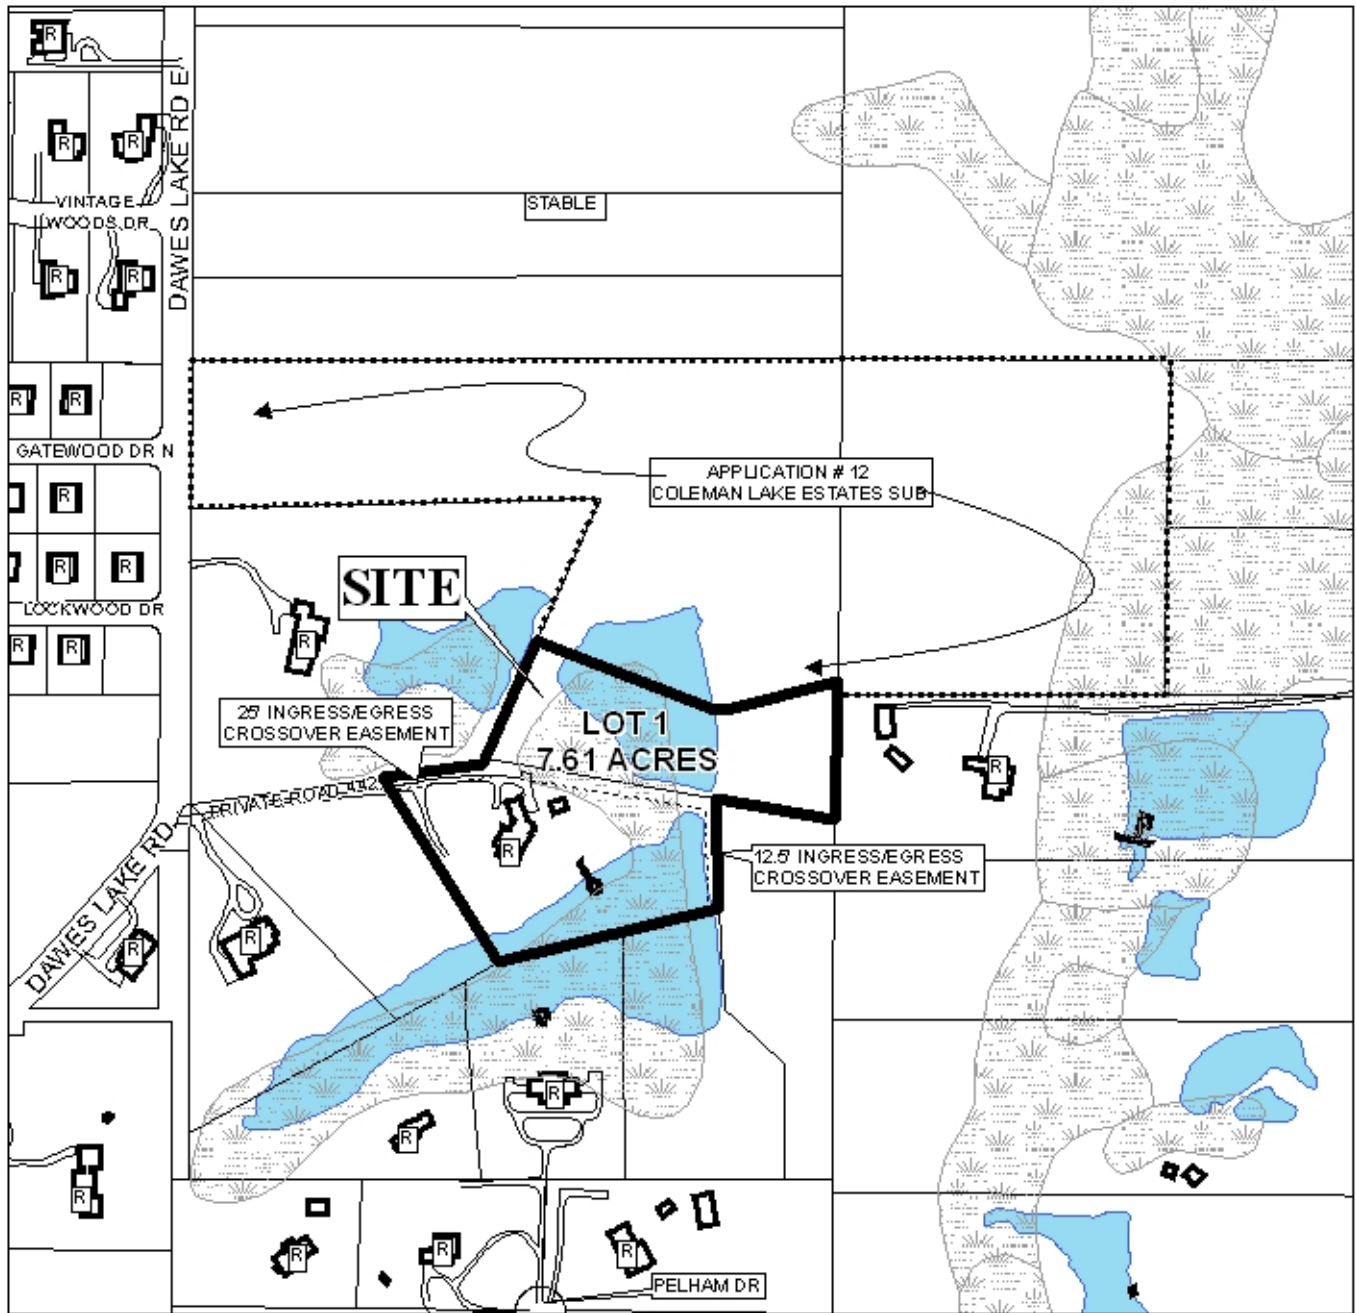 R
R
R
DAWES LAKE RD E
VINTAGE
WOODS DR
STABLE
R
R
R
R
GATEWOOD DR N
APPLICATION # 12
COLEMAN LAKE ESTATES SUB
R
R
R
SITE
LOCKWOOD DR
R
R
R
25' INGRESS/EGRESS
CROSSOVER EASEMENT
LOT 1
7.61 ACRES
R
PRIVATE ROAD 442
DAWES LAKE RD
R
12.5' INGRESS/EGRESS
CROSSOVER EASEMENT
R
R
R
R
R
R
R
R
PELHAM DR